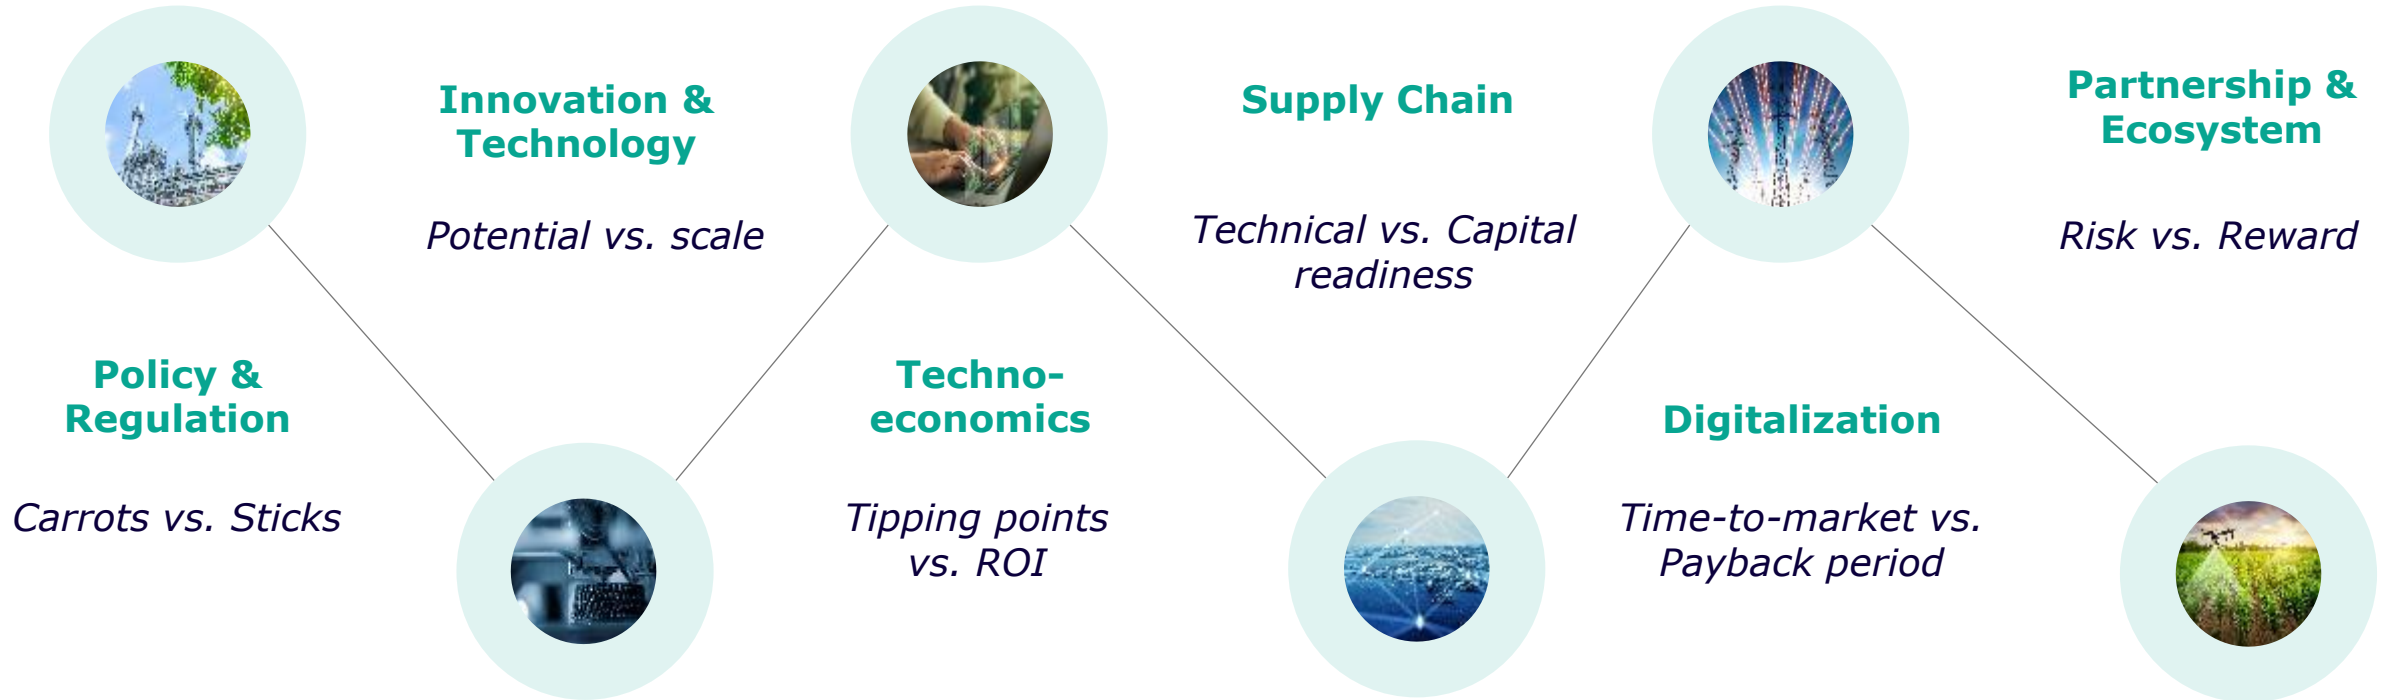 Policy &
Regulation
Carrots vs. Sticks
Innovation &
Technology
Potential vs. scale
Techno-
economics
Tipping points
vs. ROI
Supply Chain
Technical vs. Capital
readiness
Digitalization
Time-to-market vs.
Payback period
Partnership &
Ecosystem
Risk vs. Reward